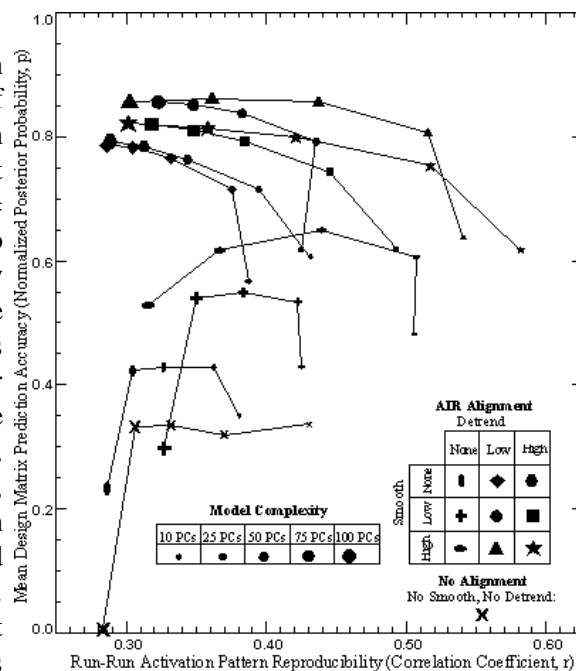 Mean Design Matrix Prediction Accuracy (Normalized Posterior Probability, p)
1.0
0.8
0.6
0.4
0.2
0.0
0.30 0.40 0.50 0.60
Run-Run Activation Pattern Reproducibility (Correlation Coefficient, r)
Model Complexity
10 PCs 25 PCs 50 PCs 75 PCs 100 PCs
AIR Alignment
Detrend
None Low High
Smooth
None
Low
High
No Alignment
No Smooth, No Detrend: